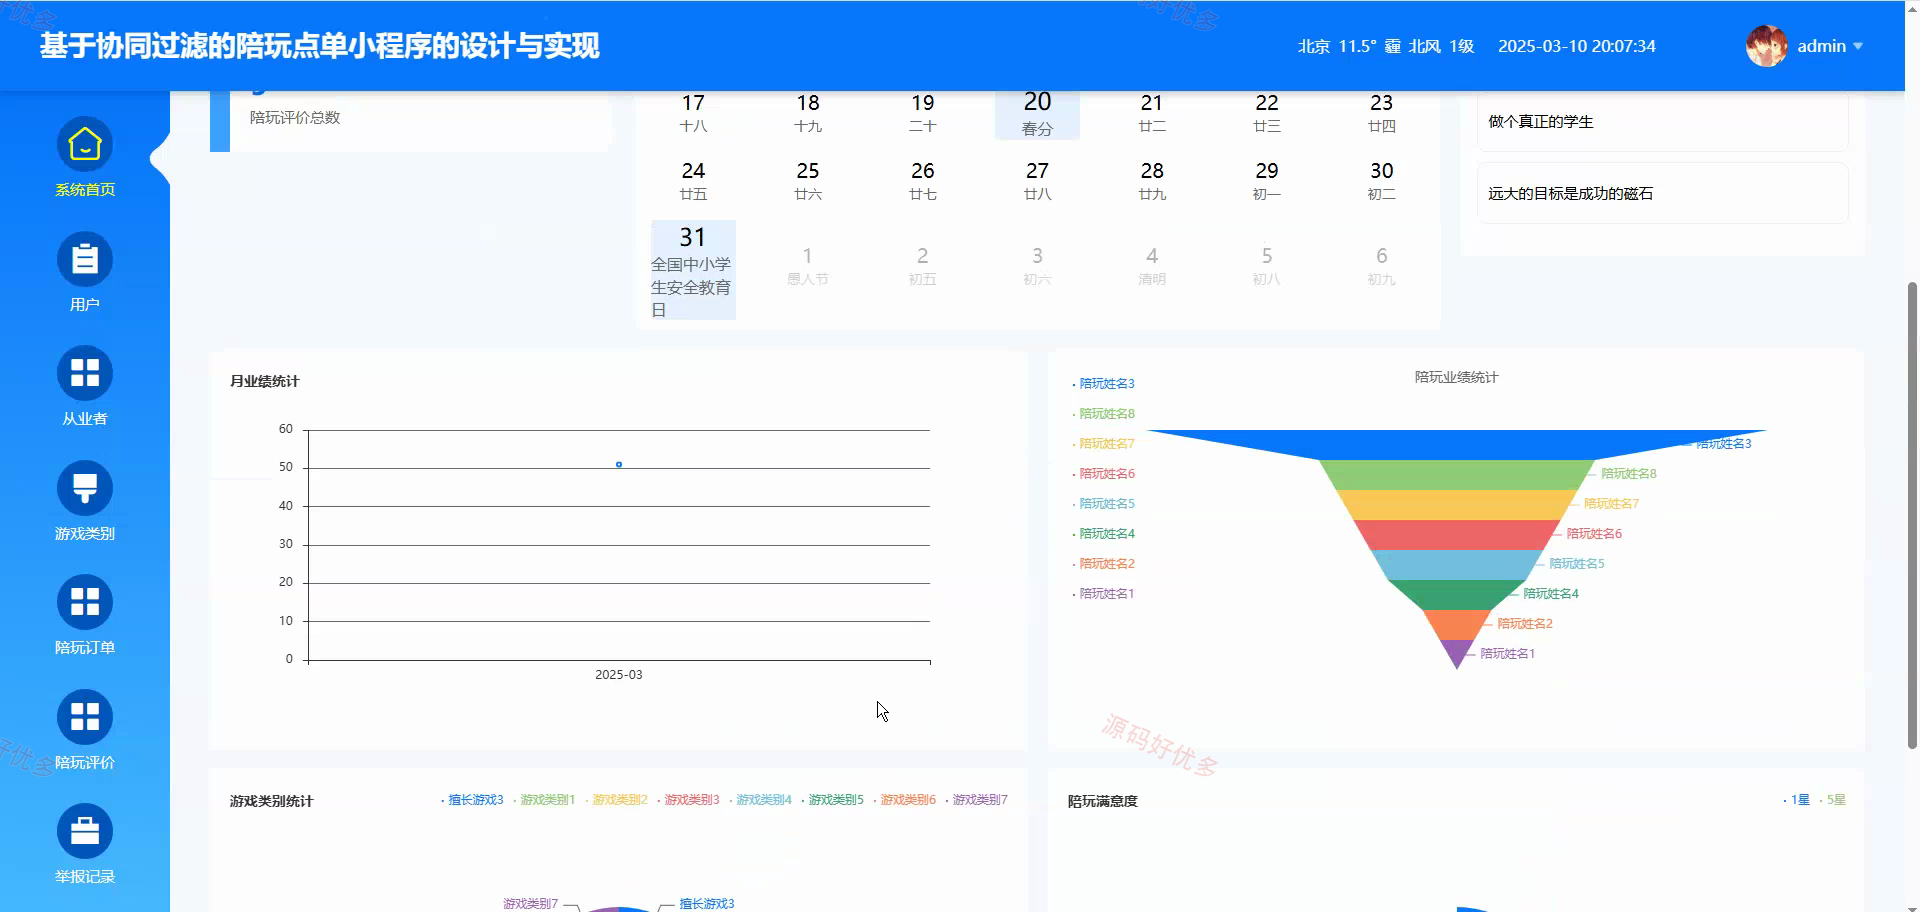 基于协同过滤的陪玩点单小程序的设计与实现
北京 11.5° 霾 北风 1级 2025-03-10 20:07:34
admin
系统首页
用户
从业者
游戏类别
陪玩订单
陪玩评价
举报记录
陪玩评价总数
17 18 19 20 21 22 23
十八 十九 二十 春分 廿二 廿三 廿四
24 25 26 27 28 29 30
廿五 廿六 廿七 廿八 廿九 初一 初二
31 1 2 3 4 5 6
全国中小学
生安全教育
日
愚人节 初五 初六 清明 初八 初九
做个真正的学生
远大的目标是成功的磁石
月业绩统计
60
50
40
30
20
10
0
2025-03
陪玩业绩统计
陪玩姓名3
陪玩姓名8
陪玩姓名7
陪玩姓名6
陪玩姓名5
陪玩姓名4
陪玩姓名2
陪玩姓名1
陪玩姓名3
陪玩姓名8
陪玩姓名7
陪玩姓名6
陪玩姓名5
陪玩姓名4
陪玩姓名2
陪玩姓名1
源码好优多
游戏类别统计
擅长游戏3 游戏类别1 游戏类别2 游戏类别3 游戏类别4 游戏类别5 游戏类别6 游戏类别7
游戏类别7 擅长游戏3
陪玩满意度
1星 5星
好优多
好优多
好优多